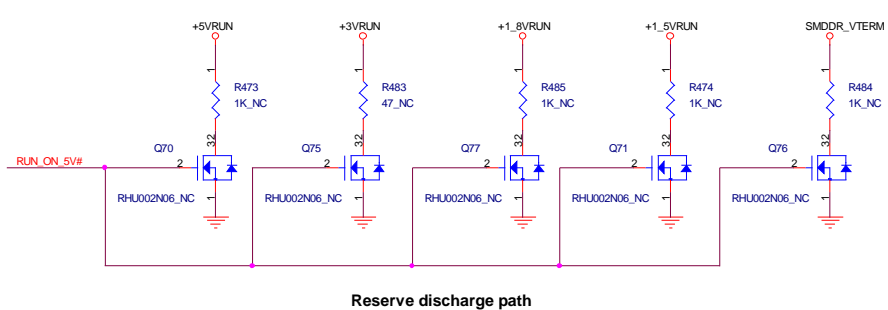 +5VRUN +3VRUN +1_8VRUN +1_5VRUN SMDDR_VTERM
1 1 1 1 1
R473 R483 R485 R474 R484
1K_NC 47_NC 1K_NC 1K_NC 1K_NC
32 32 32 32 32
Q70 Q75 Q77 Q71 Q76
RUN_ON_5V# 2 2 2 2 2
RHU002N06_NC RHU002N06_NC RHU002N06_NC RHU002N06_NC RHU002N06_NC
1 1 1 1 1
Reserve discharge path